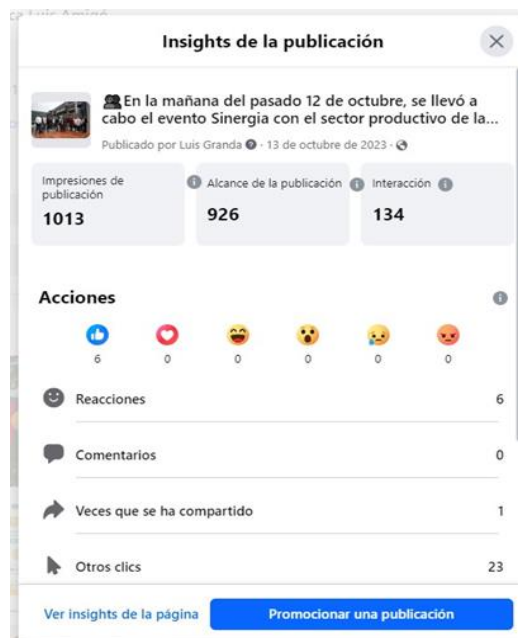 ca Luis Amigó
Insights de la publicación
En la mañana del pasado 12 de octubre, se llevó a
cabo el evento Sinergia con el sector productivo de la...
Publicado por Luis Granda · 13 de octubre de 2023 ·
Impresiones de
publicación
1013
Alcance de la publicación
926
Interacción
134
Acciones
6
0
0
0
0
0
Reacciones
6
Comentarios
0
Veces que se ha compartido
1
Otros clics
23
Ver insights de la página
Promocionar una publicación